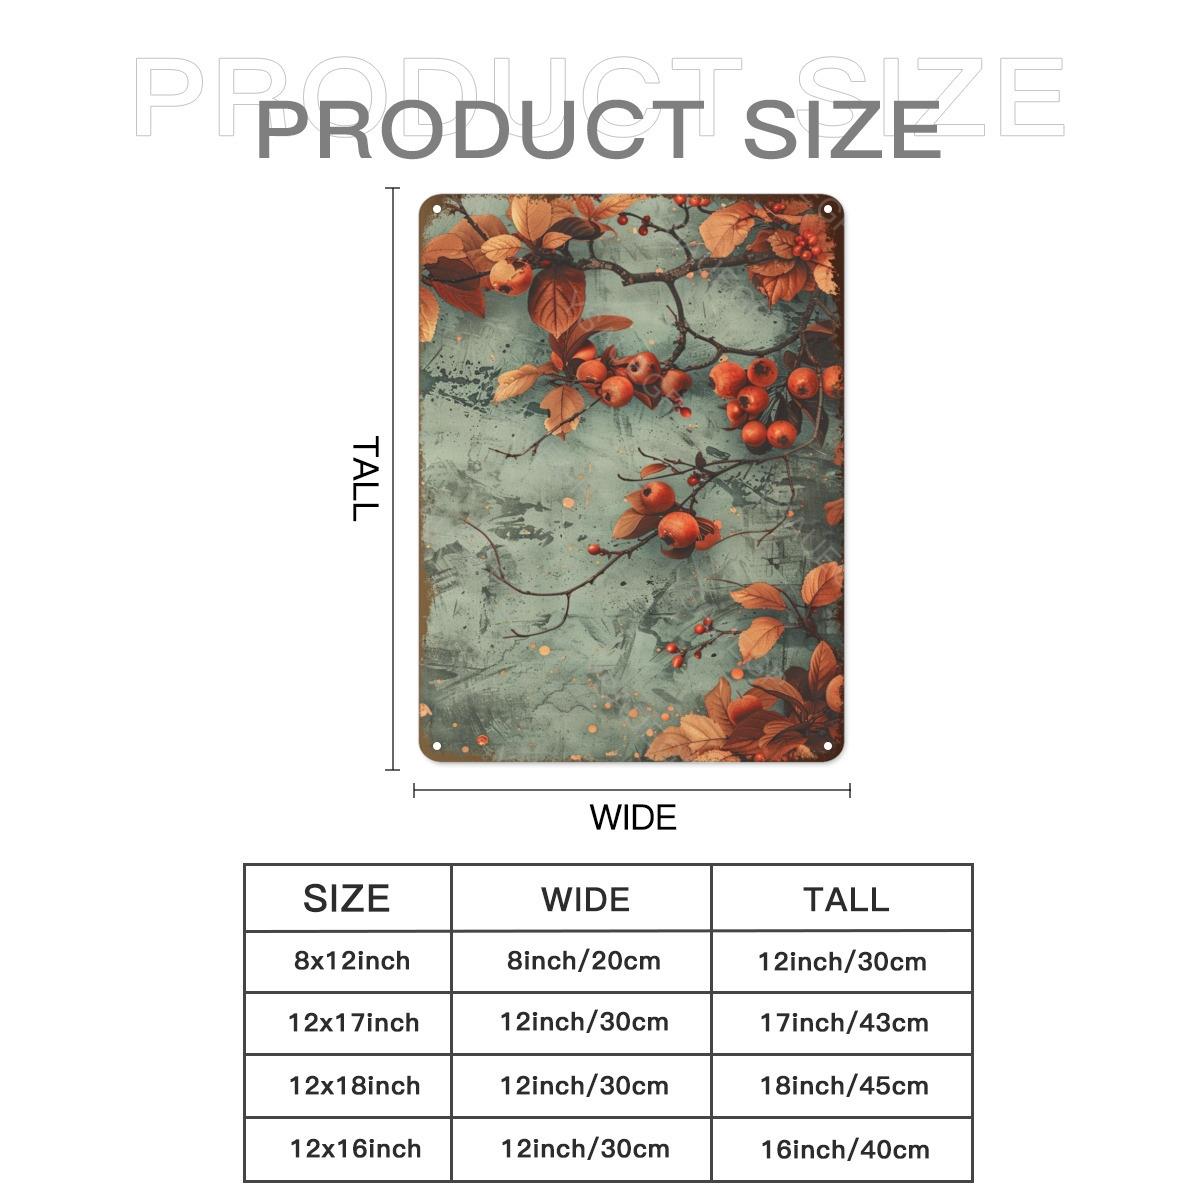 PRODUCT SIZE
PRODUCT SIZE
TALL
WIDE
SIZE WIDE TALL
8x12inch 8inch/20cm 12inch/30cm
12x17inch 12inch/30cm 17inch/43cm
12x18inch 12inch/30cm 18inch/45cm
12x16inch 12inch/30cm 16inch/40cm